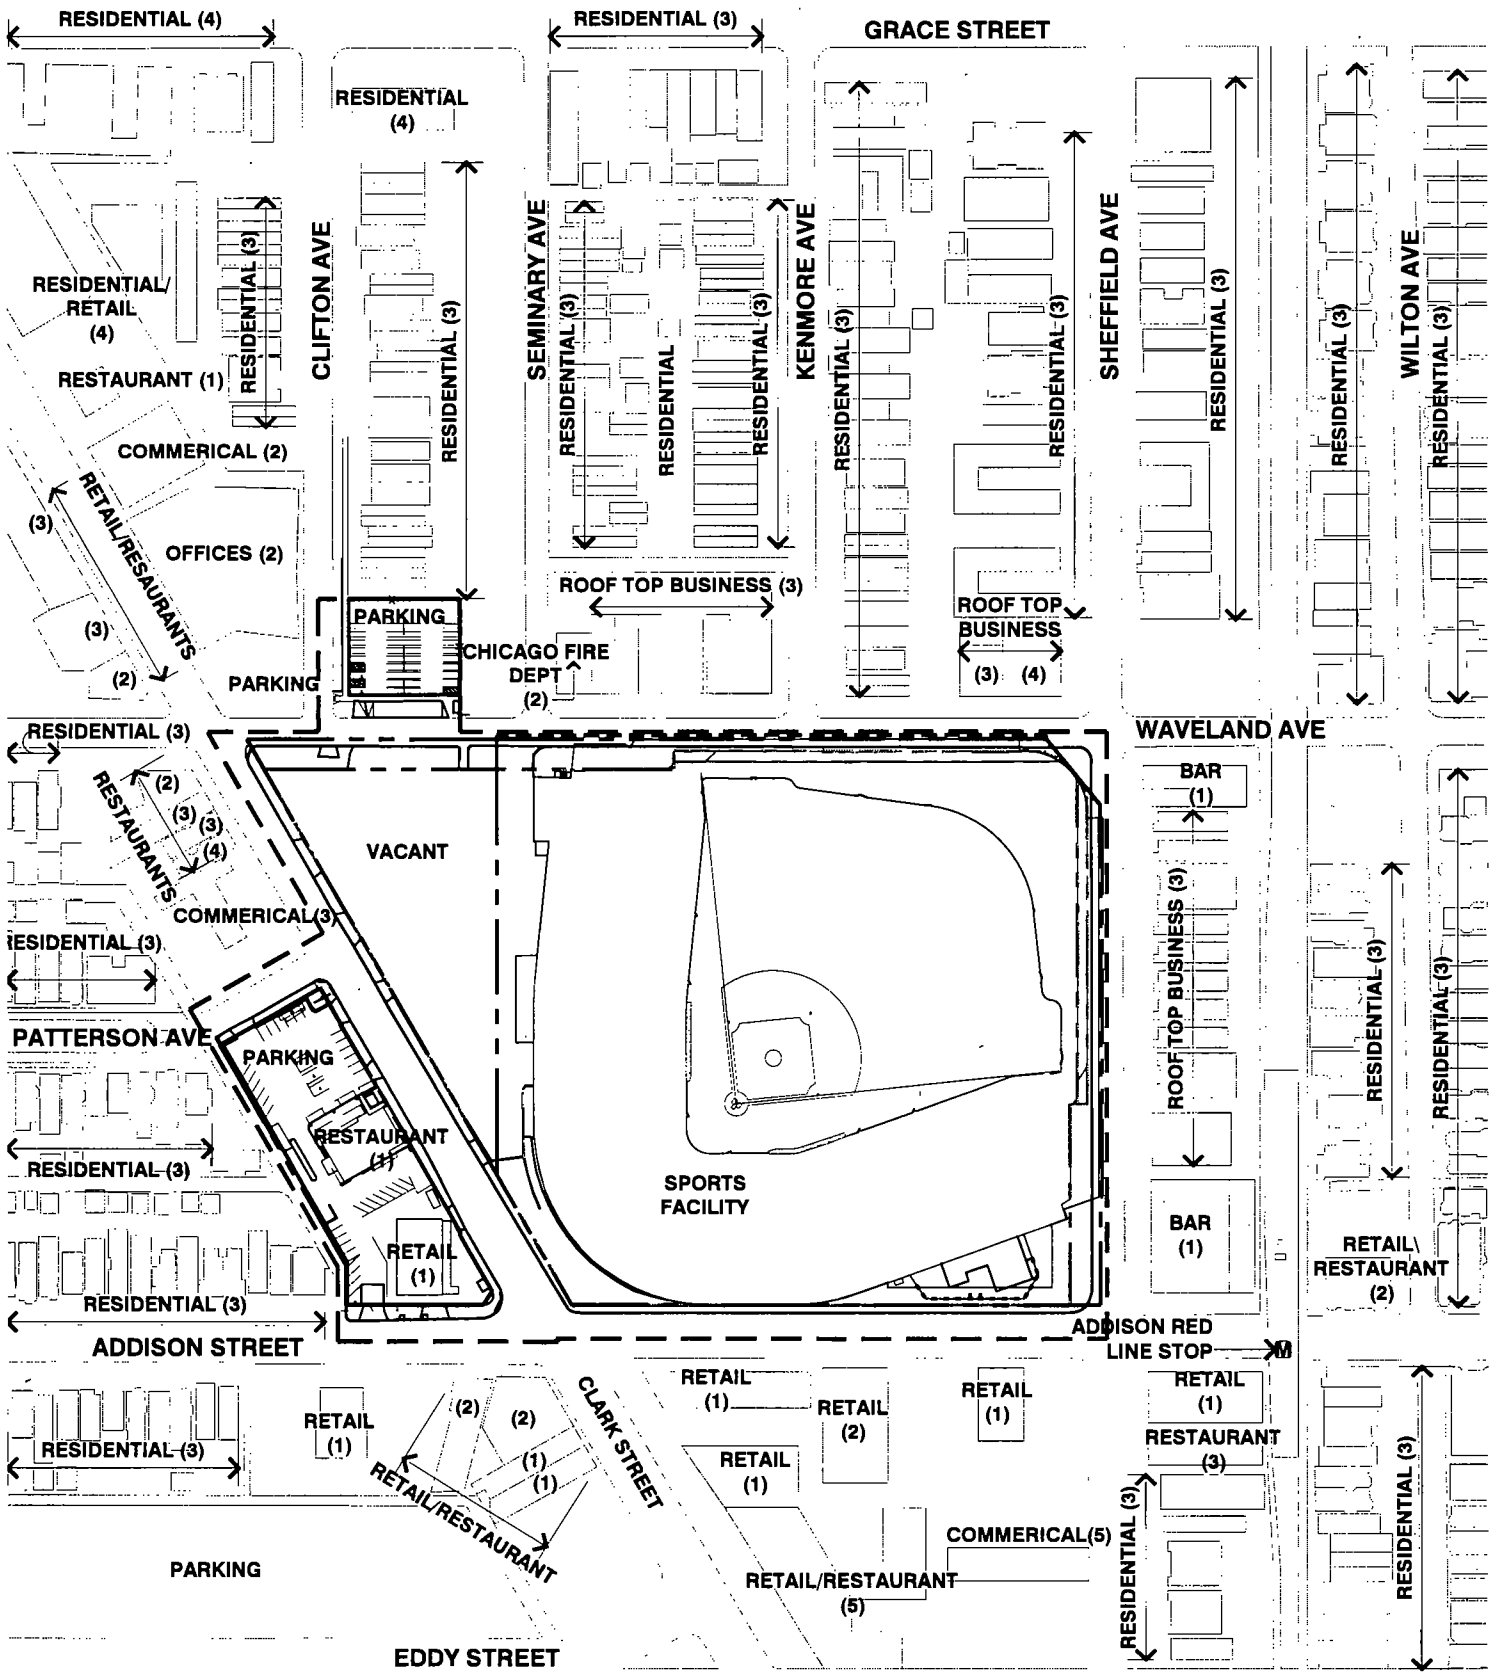 RESIDENTIAL (4)
RESIDENTIAL (3)
GRACE STREET
RESIDENTIAL
(4)
RESIDENTIAL/
RETAIL
(4)
RESIDENTIAL (3)
CLIFTON AVE
RESIDENTIAL (3)
SEMINARY AVE
RESIDENTIAL (3)
RESIDENTIAL
RESIDENTIAL (3)
KENMORE AVE
RESIDENTIAL (3)
RESIDENTIAL (3)
SHEFFIELD AVE
RESIDENTIAL (3)
RESIDENTIAL (3)
WILTON AVE
RESIDENTIAL (3)
RESTAURANT (1)
COMMERICAL (2)
RETAIL/RESAURANTS
(3)
OFFICES (2)
(3)
(2)
PARKING
PARKING
CHICAGO FIRE
DEPT
(2)
ROOF TOP BUSINESS (3)
ROOF TOP
BUSINESS
(3) (4)
RESIDENTIAL (3)
WAVELAND AVE
RESTAURANTS
(2)
(3)
(3)
(4)
VACANT
BAR
(1)
COMMERICAL(3)
RESIDENTIAL (3)
ROOF TOP BUSINESS (3)
RESIDENTIAL (3)
RESIDENTIAL (3)
PATTERSON AVE
PARKING
RESTAURANT
(1)
RESIDENTIAL (3)
SPORTS
FACILITY
BAR
(1)
RETAIL
(1)
RETAIL\
RESTAURANT
(2)
RESIDENTIAL (3)
ADDISON STREET
ADDISON RED
LINE STOP
M
RETAIL
(1)
RETAIL
(1)
RETAIL
(1)
RETAIL
(2)
RETAIL
(1)
(2)
(2)
(1)
(1)
CLARK STREET
RESIDENTIAL (3)
RETAIL/RESTAURANT
RETAIL
(1)
RESTAURANT
(3)
RESIDENTIAL (3)
RESIDENTIAL (3)
COMMERICAL(5)
PARKING
RETAIL/RESTAURANT
(5)
EDDY STREET